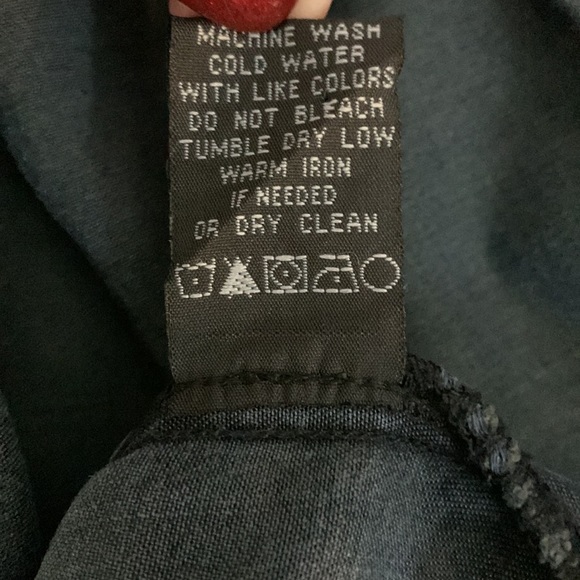 MACHINE WASH
COLD WATER
WITH LIKE COLORS
DO NOT BLEACH
TUMBLE DRY LOW
WARM IRON
IF NEEDED
OR DRY CLEAN